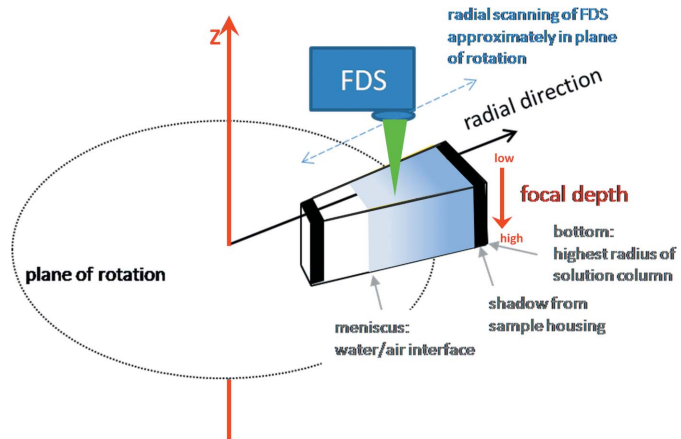 radial scanning of FDS
approximately in plane
of rotation
Z
FDS
radial direction
low
focal depth
high
bottom:
highest radius of
solution column
plane of rotation
shadow from
sample housing
meniscus:
water/air interface